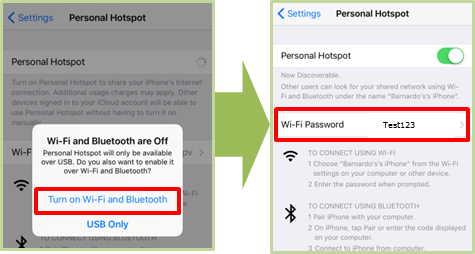 Settings Personal Hotspot
Personal Hotspot
Turn on Personal Hotspot to share your iPhone's Internet
connection. Additional usage charges may apply. Other
devices signed in to your iCloud account will be able to
use Personal Hotspot without having to turn it on
manually.
Wi-Fi and Bluetooth are Off
Personal Hotspot will only be available
over USB. Do you also want to enable it
over Wi-Fi and Bluetooth?
Turn on Wi-Fi and Bluetooth
USB Only
TO CONNECT USING BLUETOOTH
Settings Personal Hotspot
Personal Hotspot
Now Discoverable.
Other users can look for your shared network using Wi-
Fi and Bluetooth under the name "Barnardo's's iPhone".
Wi-Fi Password Test123
TO CONNECT USING WI-FI
1 Choose "Barnardo's's iPhone" from the Wi-Fi
settings on your computer or other device.
2 Enter the password when prompted.
TO CONNECT USING BLUETOOTH
1 Pair iPhone with your computer.
2 On iPhone, tap Pair or enter the code displayed
on your computer.
3 Connect to iPhone from computer.